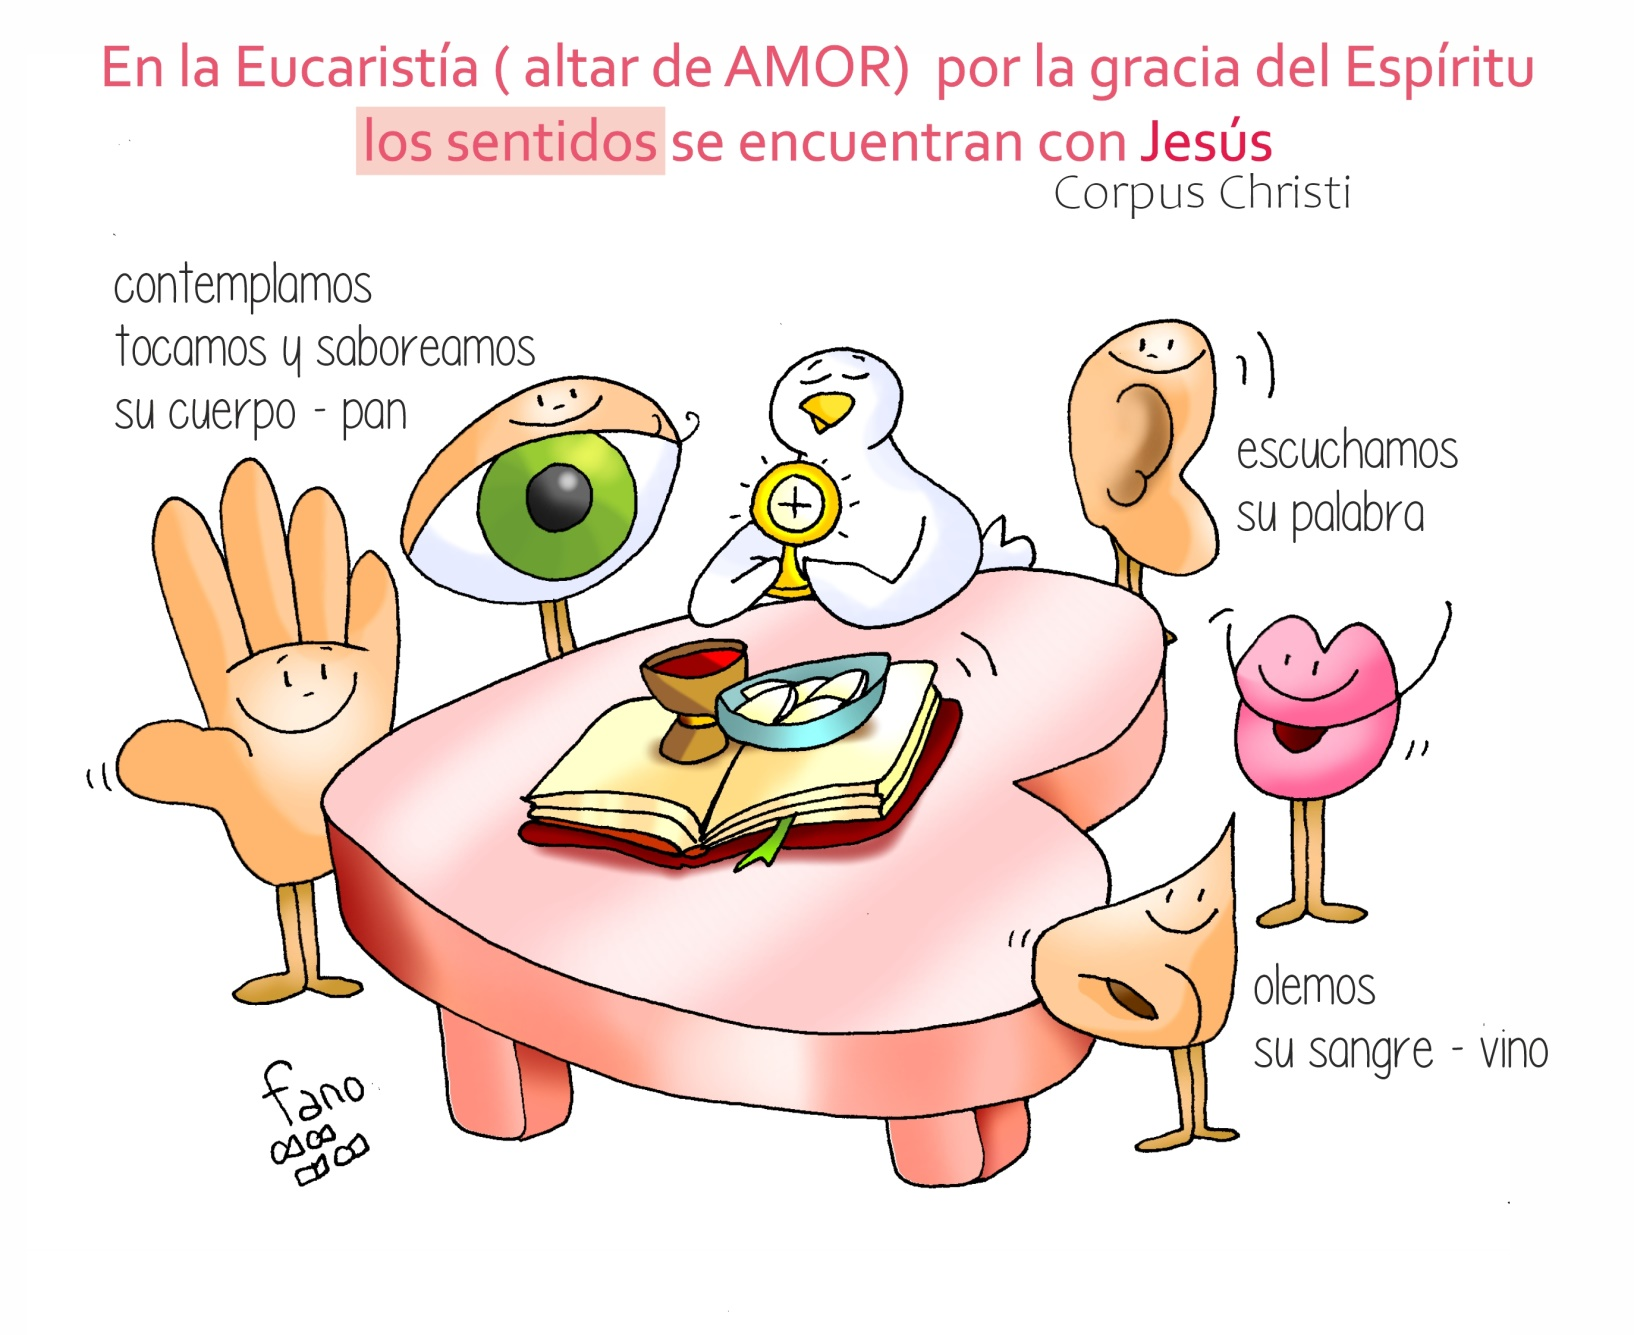 En la Eucaristía ( altar de AMOR) por la gracia del Espíritu
los sentidos se encuentran con Jesús
Corpus Christi
contemplamos
tocamos y saboreamos
su cuerpo - pan
escuchamos
su palabra
olemos
su sangre - vino
fano